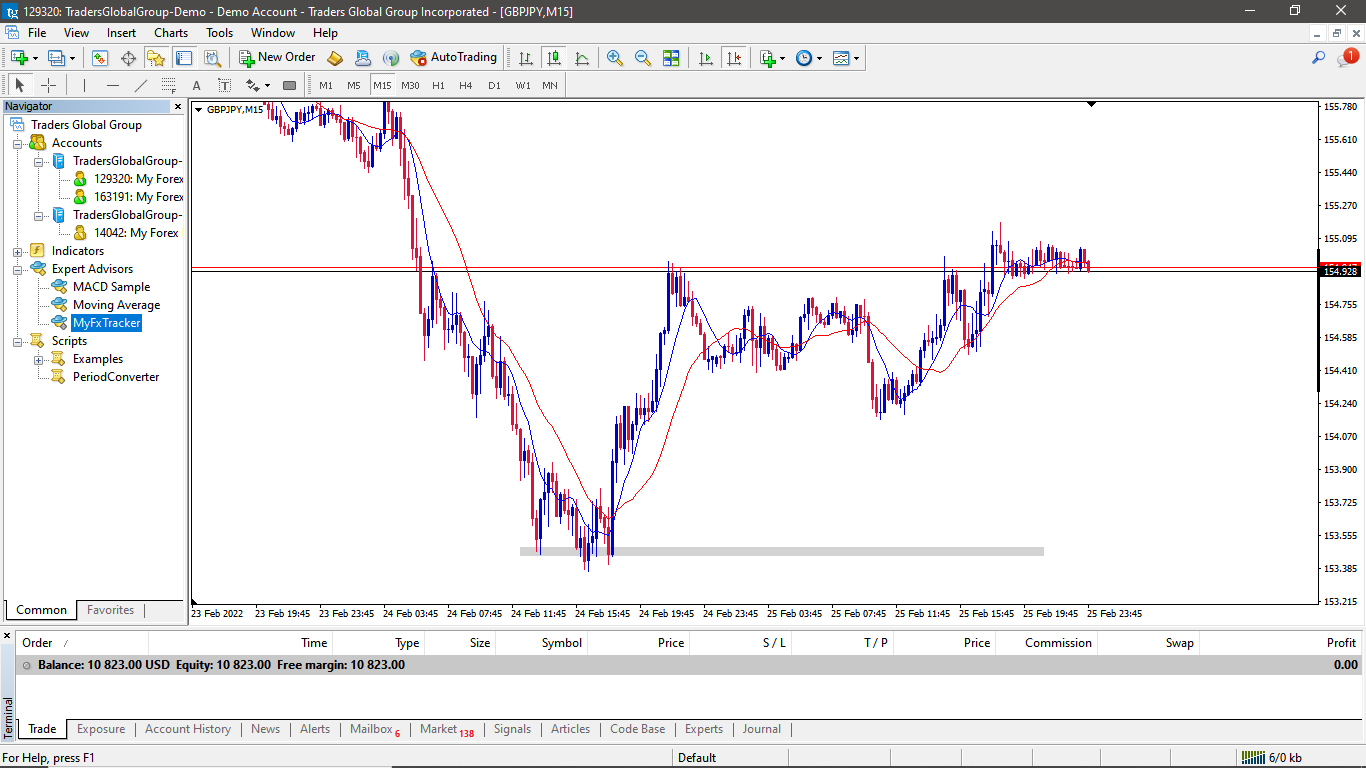 129320: TradersGlobalGroup-Demo - Demo Account - Traders Global Group Incorporated - [GBPJPY,M15]
File View Insert Charts Tools Window Help
New Order AutoTrading 1
A T M1 M5 M15 M30 H1 H4 D1 W1 MN
Navigator
Traders Global Group
Accounts
TradersGlobalGroup-
129320: My Forex
163191: My Forex
TradersGlobalGroup-
14042: My Forex
Indicators
Expert Advisors
MACD Sample
Moving Average
MyFxTracker
Scripts
Examples
PeriodConverter
Common Favorites
GBPJPY,M15
155.780
155.610
155.440
155.270
155.095
154.928
154.755
154.585
154.410
154.240
154.070
153.900
153.725
153.555
153.385
153.215
23 Feb 2022 23 Feb 19:45 23 Feb 23:45 24 Feb 03:45 24 Feb 07:45 24 Feb 11:45 24 Feb 15:45 24 Feb 19:45 24 Feb 23:45 25 Feb 03:45 25 Feb 07:45 25 Feb 11:45 25 Feb 15:45 25 Feb 19:45 25 Feb 23:45
Order / Time Type Size Symbol Price S / L T / P Price Commission Swap Profit
Balance: 10 823.00 USD Equity: 10 823.00 Free margin: 10 823.00 0.00
Terminal
Trade Exposure Account History News Alerts Mailbox 6 Market 138 Signals Articles Code Base Experts Journal
For Help, press F1 Default 6/0 kb